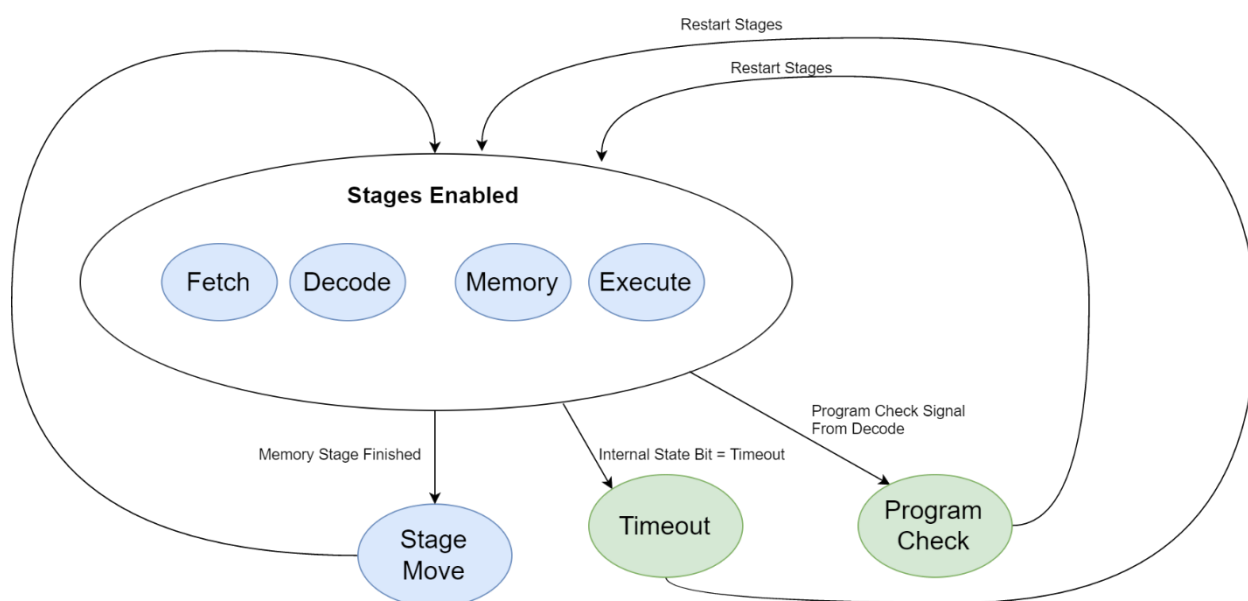 Restart Stages
Restart Stages
Stages Enabled
Fetch
Decode
Memory
Execute
Program Check Signal
From Decode
Memory Stage Finished
Internal State Bit = Timeout
Stage
Move
Timeout
Program
Check